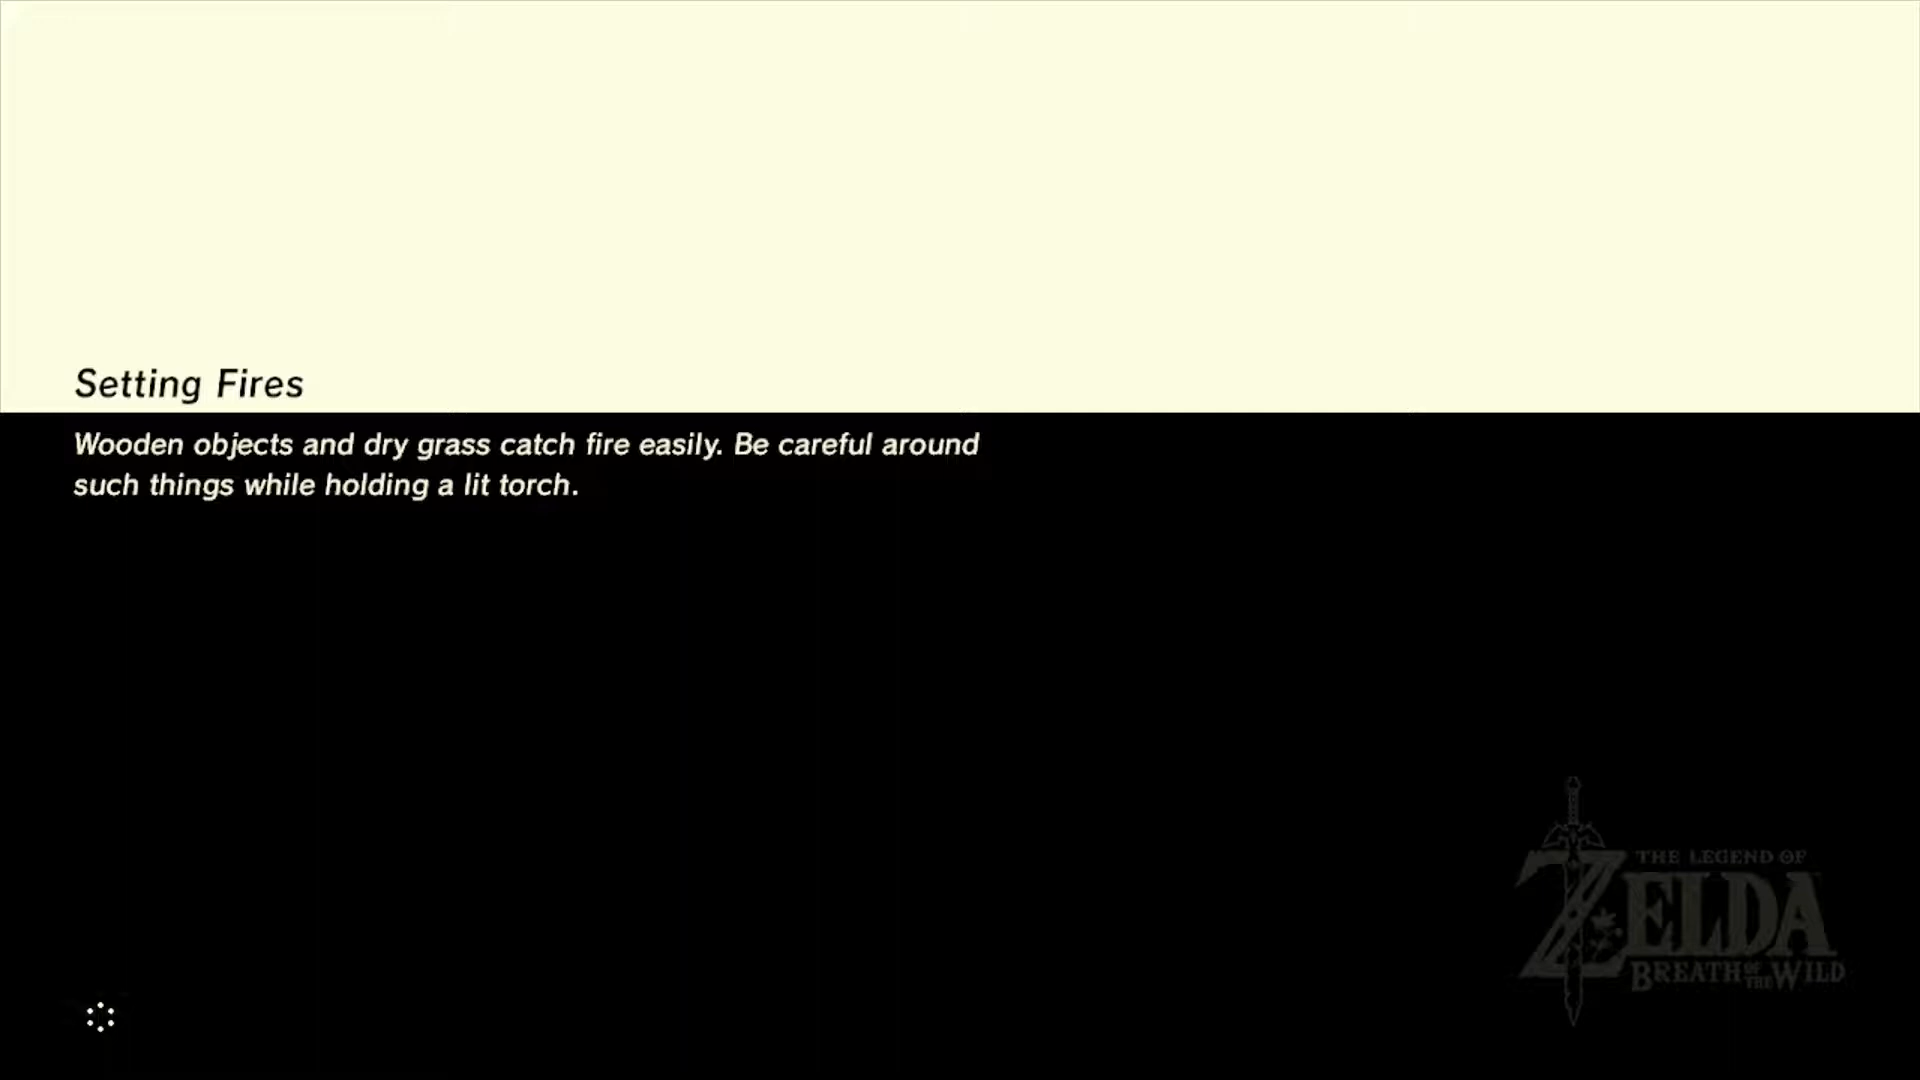 Setting Fires
Wooden objects and dry grass catch fire easily. Be careful around
such things while holding a lit torch.
THE LEGEND OF
ZELDA
BREATH OF THE WILD